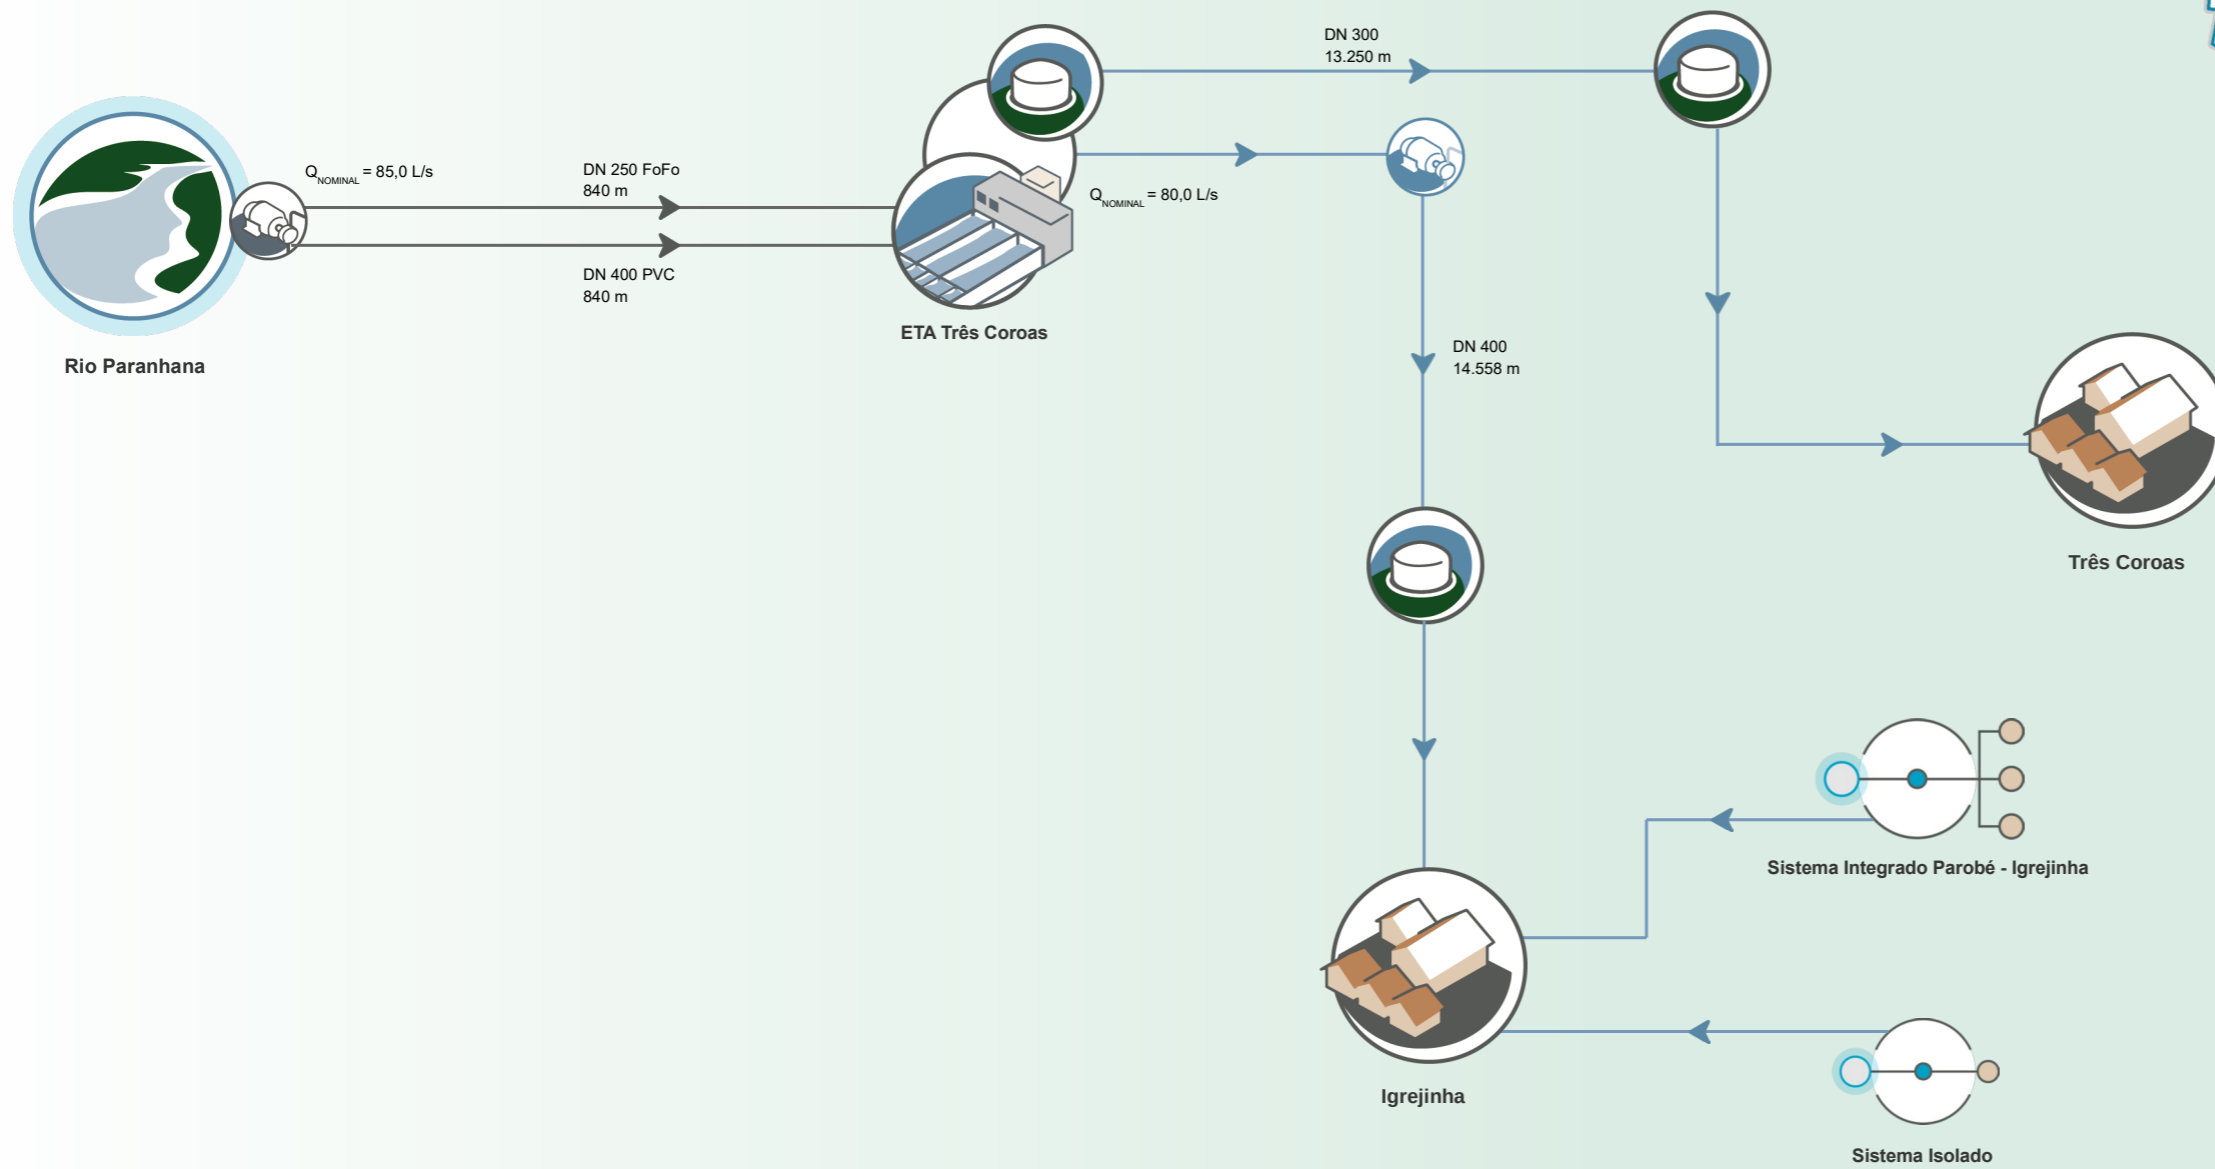 DN 300
13.250 m
Q NOMINAL = 85,0 L/s
DN 250 FoFo
840 m
Q NOMINAL = 80,0 L/s
DN 400 PVC
840 m
ETA Três Coroas
Rio Paranhana
DN 400
14.558 m
Três Coroas
Sistema Integrado Parobé - Igrejinha
Igrejinha
Sistema Isolado